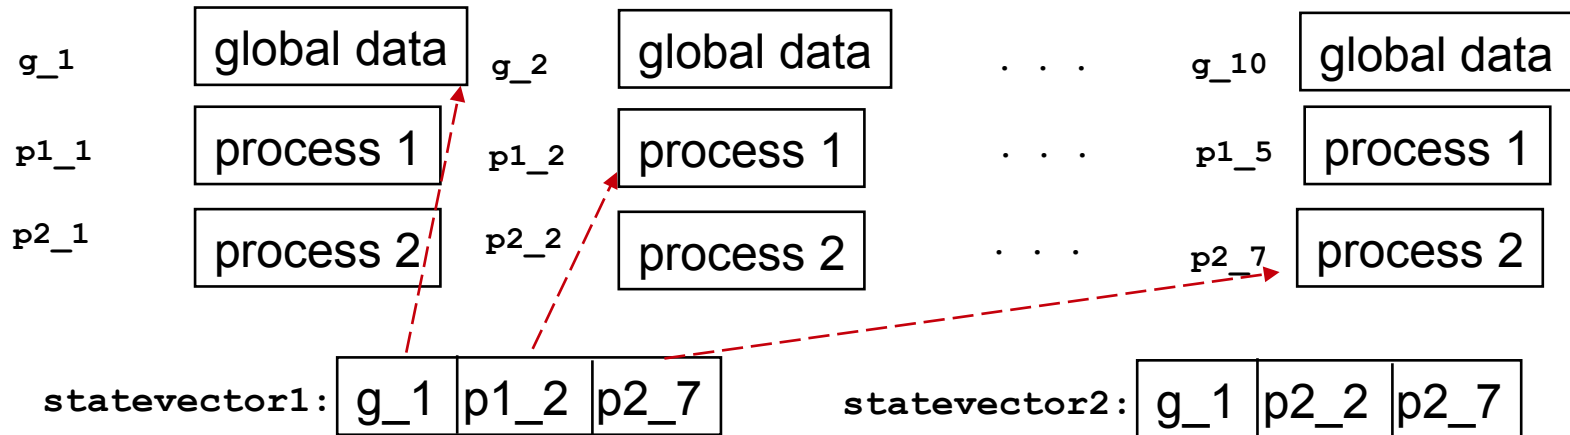 g_1 global data g_2 global data . . . g_10 global data
p1_1 process 1 p1_2 process 1 . . . p1_5 process 1
p2_1 process 2 p2_2 process 2 . . . p2_7 process 2
statevector1: g_1 p1_2 p2_7 statevector2: g_1 p2_2 p2_7